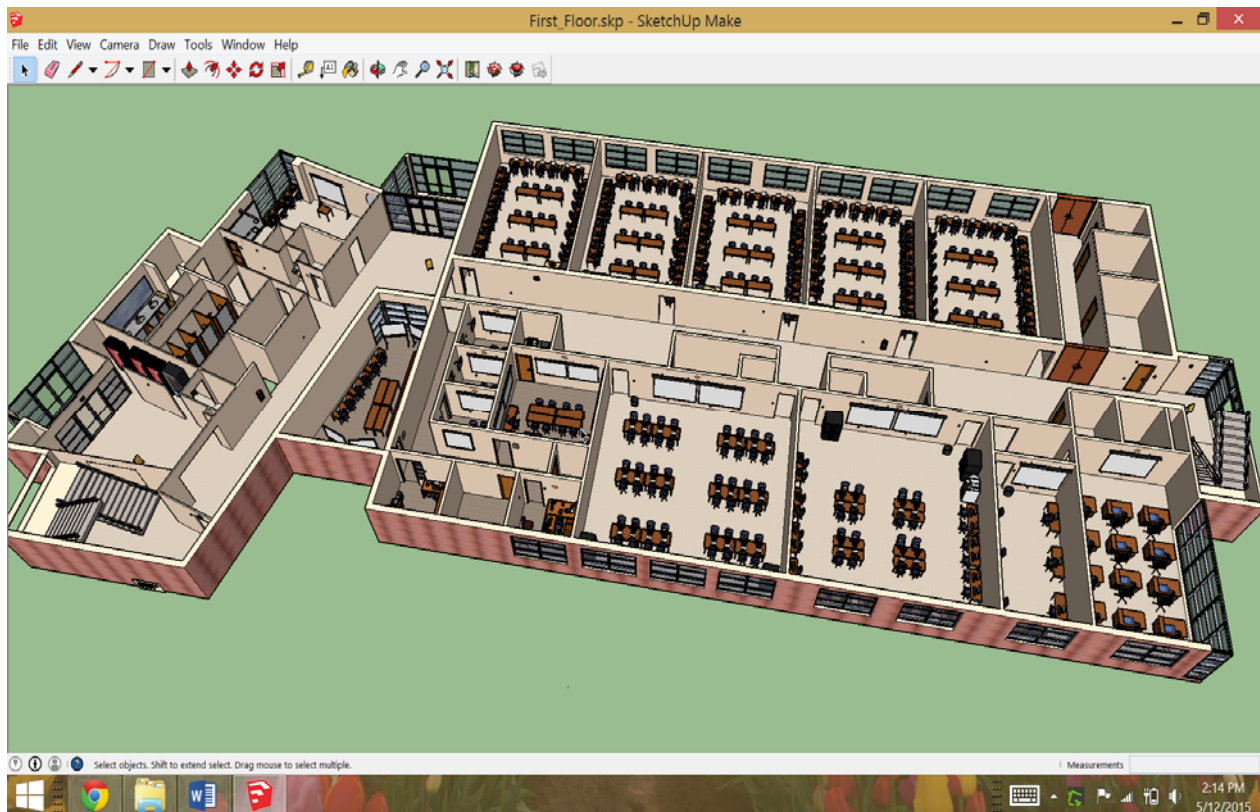 First_Floor.skp - SketchUp Make
File Edit View Camera Draw Tools Window Help
A1
Select objects. Shift to extend select. Drag mouse to select multiple.
Measurements
2:14 PM
5/12/2015